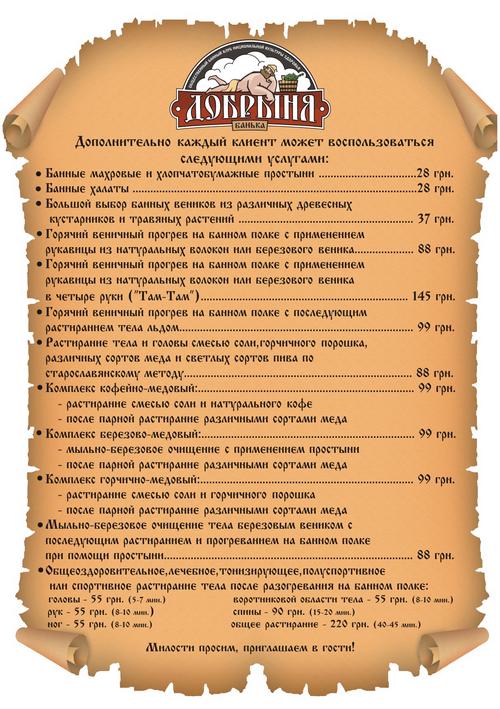 ОБЩЕСТВЕННЫЙ БАННЫЙ КЛУБ НАЦИОНАЛЬНОЙ КУЛЬТУРЫ ЗДОРОВЬЯ
ДОБРЫНЯ
БАНЬКА
Дополнительно каждый клиент может воспользоваться
следующими услугами:
• Банные махровые и хлопчатобумажные простыни ..........................28 грн.
• Банные халаты ..........................28 грн.
• Большой выбор банных веников из различных древесных
кустарников и травяных растений .......................... 37 грн.
• Горячий веничный прогрев на банном полке с применением
рукавицы из натуральных волокон или березового веника............... 88 грн.
• Горячий веничный прогрев на банном полке с применением
рукавицы из натуральных волокон или березового веника
в четыре руки ("Там-Там").......................... 145 грн.
• Горячий веничный прогрев на банном полке с последующим
растиранием тела льдом.......................... 99 грн.
• Растирание тела и головы смесью соли,горчичного порошка,
различных сортов меда и светлых сортов пива по
старославянскому методу.......................... 88 грн.
• Комплекс кофейно-медовый:.......................... 99 грн.
- растирание смесью соли и натурального кофе
- после парной растирание различными сортами меда
• Комплекс березово-медовый:.......................... 99 грн.
- мыльно-березовое очищение с применением простыни
- после парной растирание различными сортами меда
• Комплекс горчично-медовый:.......................... 99 грн.
- растирание смесью соли и горчичного порошка
- после парной растирание различными сортами меда
• Мыльно-березовое очищение тела березовым веником с
последующим растиранием и прогреванием на банном полке
при помощи простыни.......................... 88 грн.
• Общеоздоровительное,лечебное,тонизирующее,полуспортивное
или спортивное растирание тела после разогревания на банном полке:
головы - 55 грн. (5-7 мин.) воротниковой области тела - 55 грн. (8-10 мин.)
рук - 55 грн. (8-10 мин.) спины - 90 грн. (15-20 мин.)
ног - 55 грн. (8-10 мин.) общее растирание - 220 грн. (40-45 мин.)
Милости просим, приглашаем в гости!